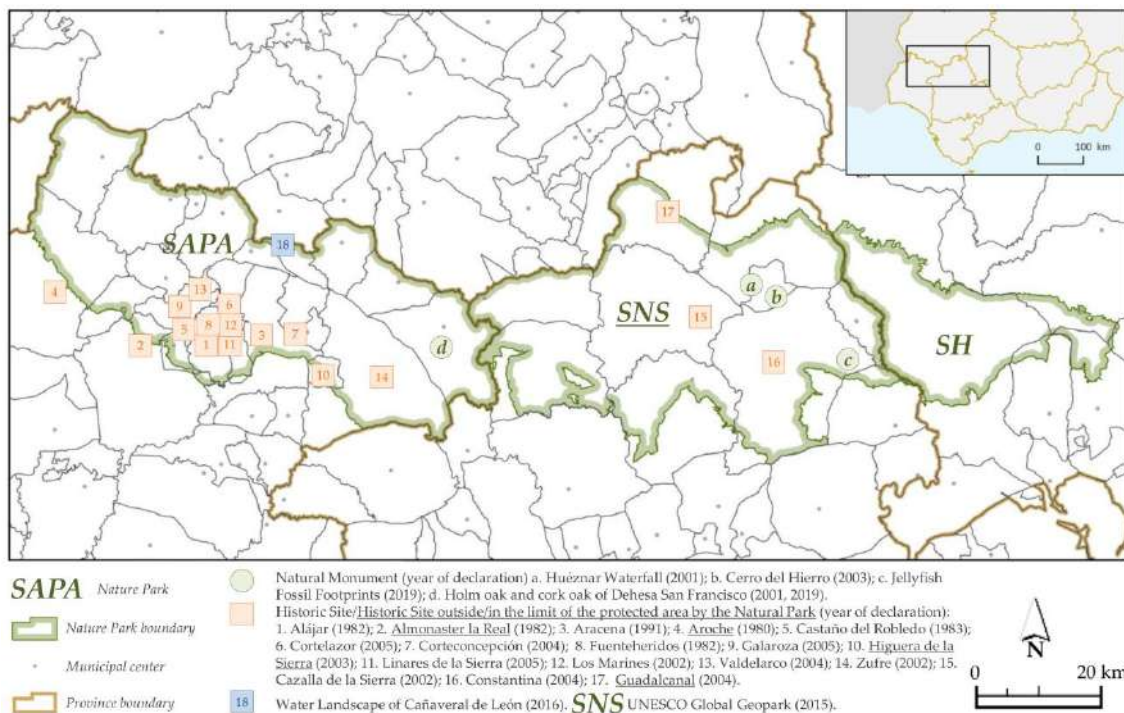 0 100 km
17
18
SAPA
4
13
9
6
5
8
12
3
7
2
1
11
10
14
d
SNS
15
a
b
16
c
SH
SAPA Nature Park
Nature Park boundary
Municipal center
Province boundary
Natural Monument (year of declaration) a. Huéznar Waterfall (2001); b. Cerro del Hierro (2003); c. Jellyfish
Fossil Footprints (2019); d. Holm oak and cork oak of Dehesa San Francisco (2001, 2019).
Historic Site/Historic Site outside/in the limit of the protected area by the Natural Park (year of declaration):
1. Alájar (1982); 2. Almonaster la Real (1982); 3. Aracena (1991); 4. Aroche (1980); 5. Castaño del Robledo (1983);
6. Cortelazor (2005); 7. Corteconcepción (2004); 8. Fuenteheridos (1982); 9. Galaroza (2005); 10. Higuera de la
Sierra (2003); 11. Linares de la Sierra (2005); 12. Los Marines (2002); 13. Valdelarco (2004); 14. Zufre (2002); 15.
Cazalla de la Sierra (2002); 16. Constantina (2004); 17. Guadalcanal (2004).
18 Water Landscape of Cañaveral de León (2016). SNS UNESCO Global Geopark (2015).
N
0 20 km